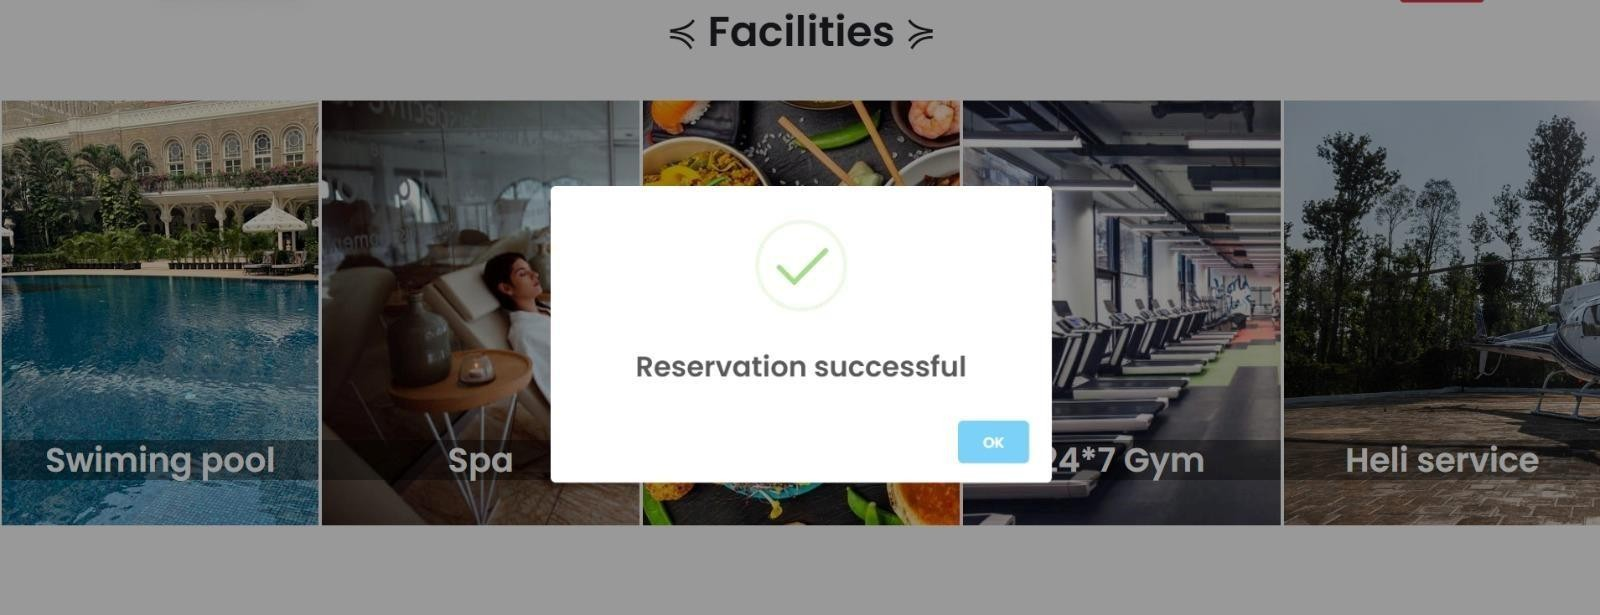 ≼ Facilities ≽
Reservation successful
OK
Swiming pool
Spa
24*7 Gym
Heli service